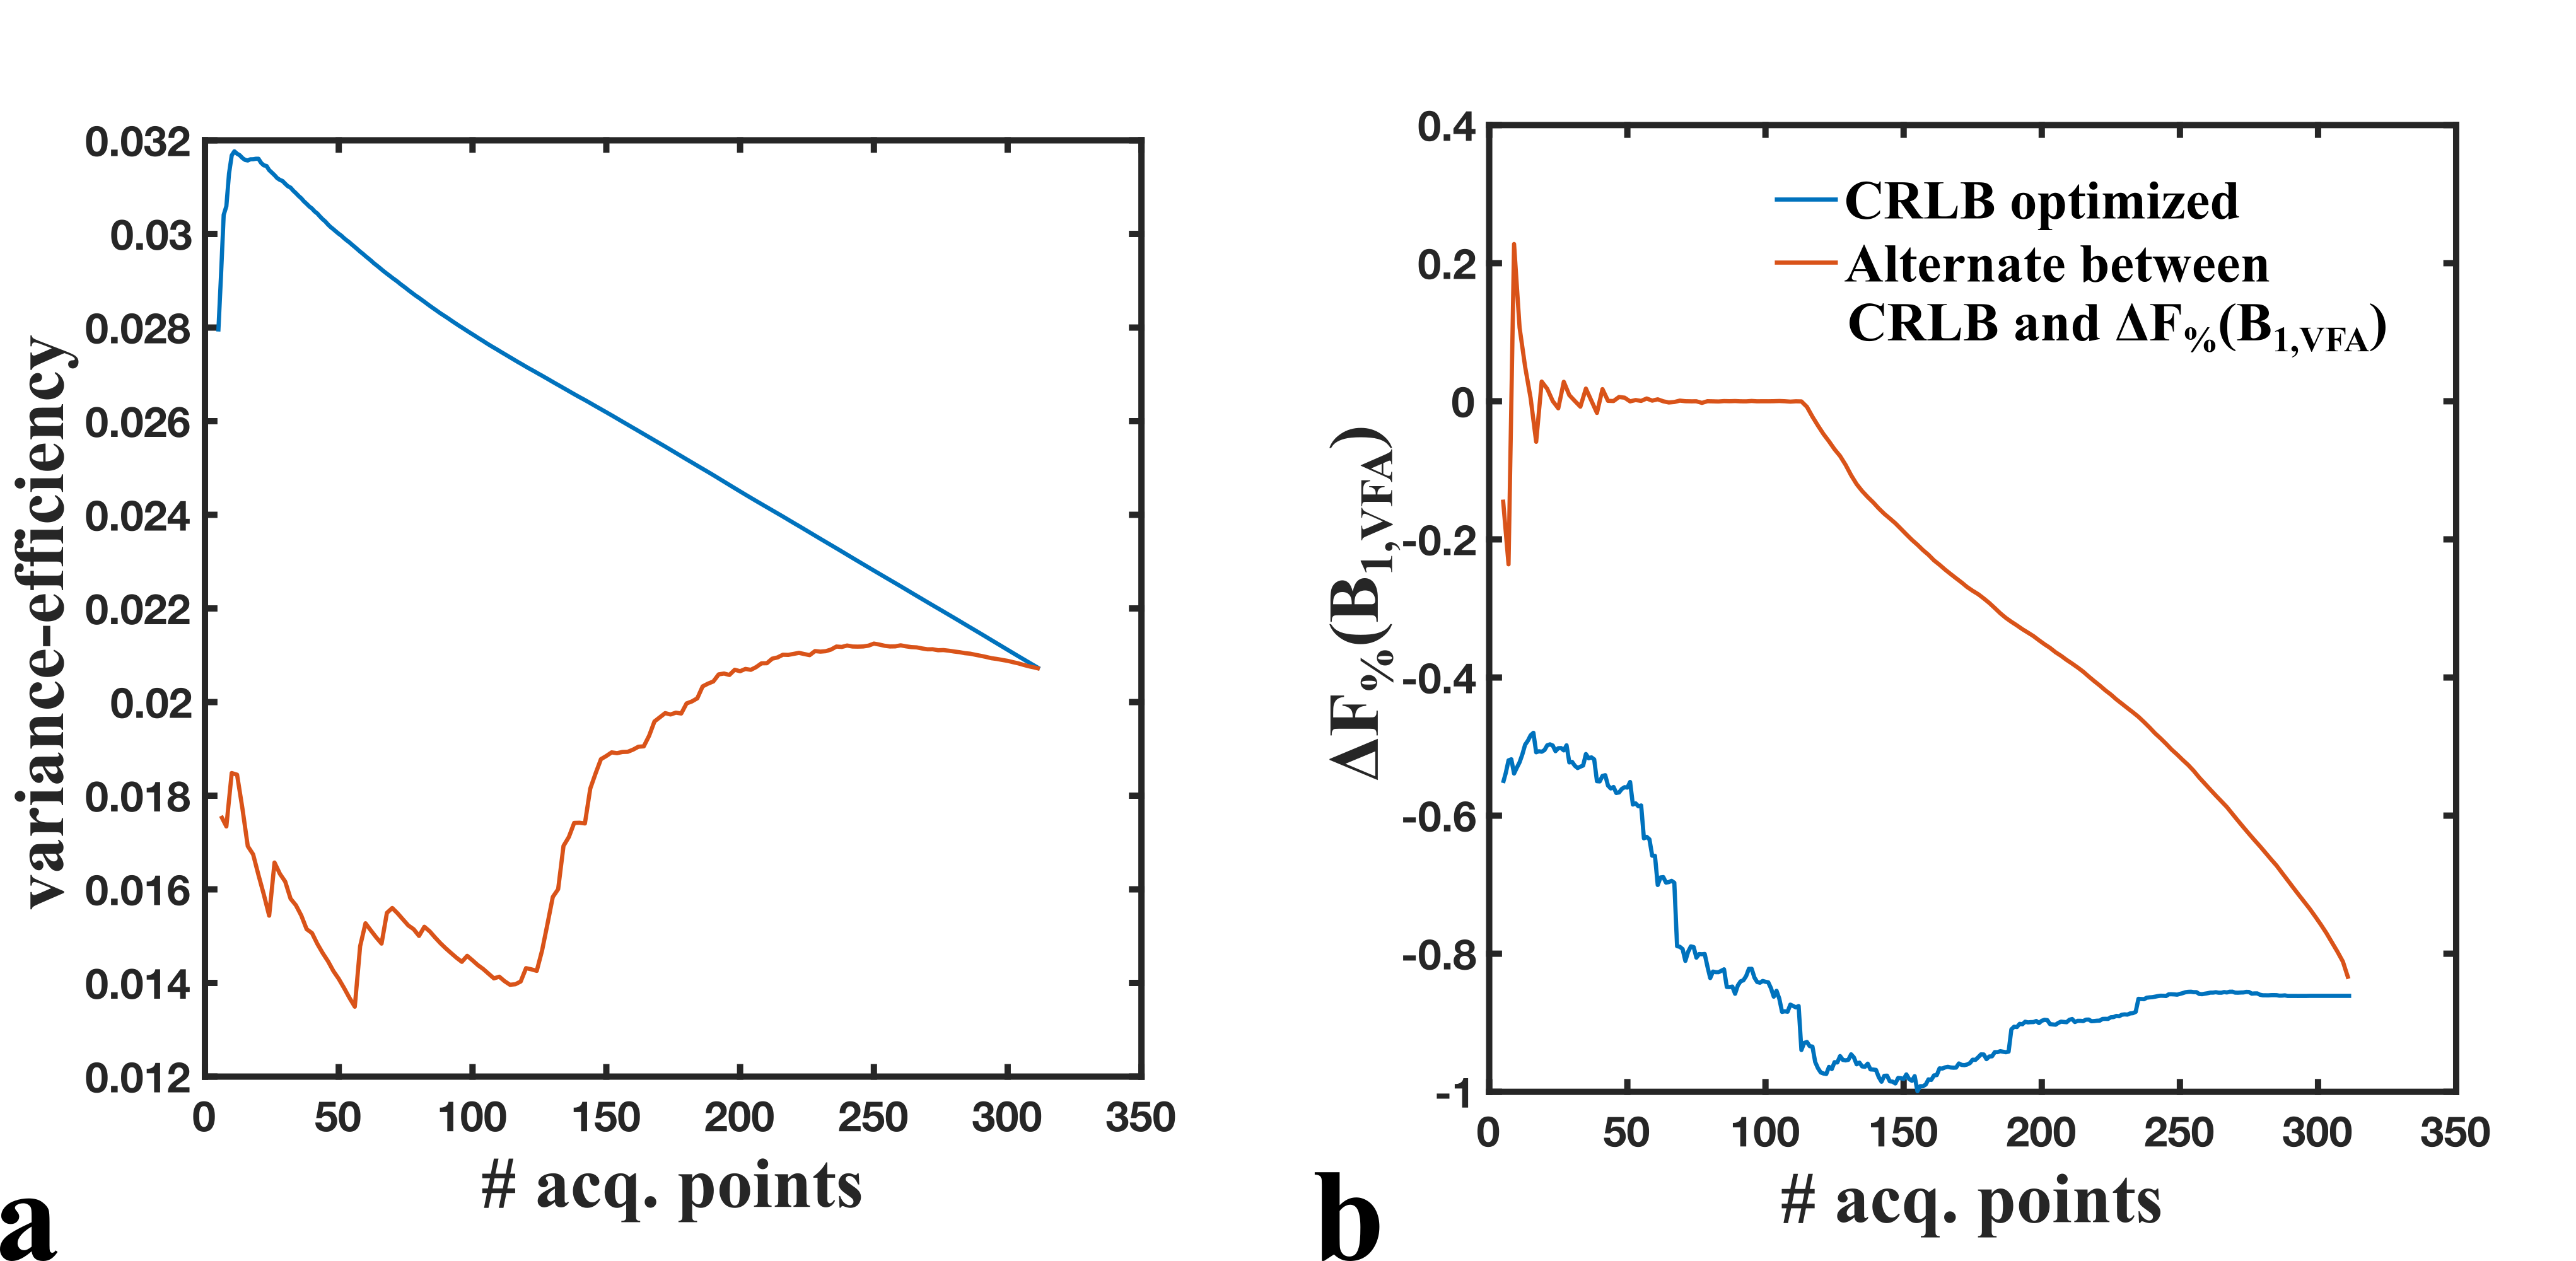 variance-efficiency
0.032
0.03
0.028
0.026
0.024
0.022
0.02
0.018
0.016
0.014
0.012
0 50 100 150 200 250 300 350
# acq. points
a
ΔF%(B1,VFA)
0.4
0.2
0
-0.2
-0.4
-0.6
-0.8
-1
CRLB optimized
Alternate between
CRLB and ΔF%(B1,VFA)
0 50 100 150 200 250 300 350
# acq. points
b